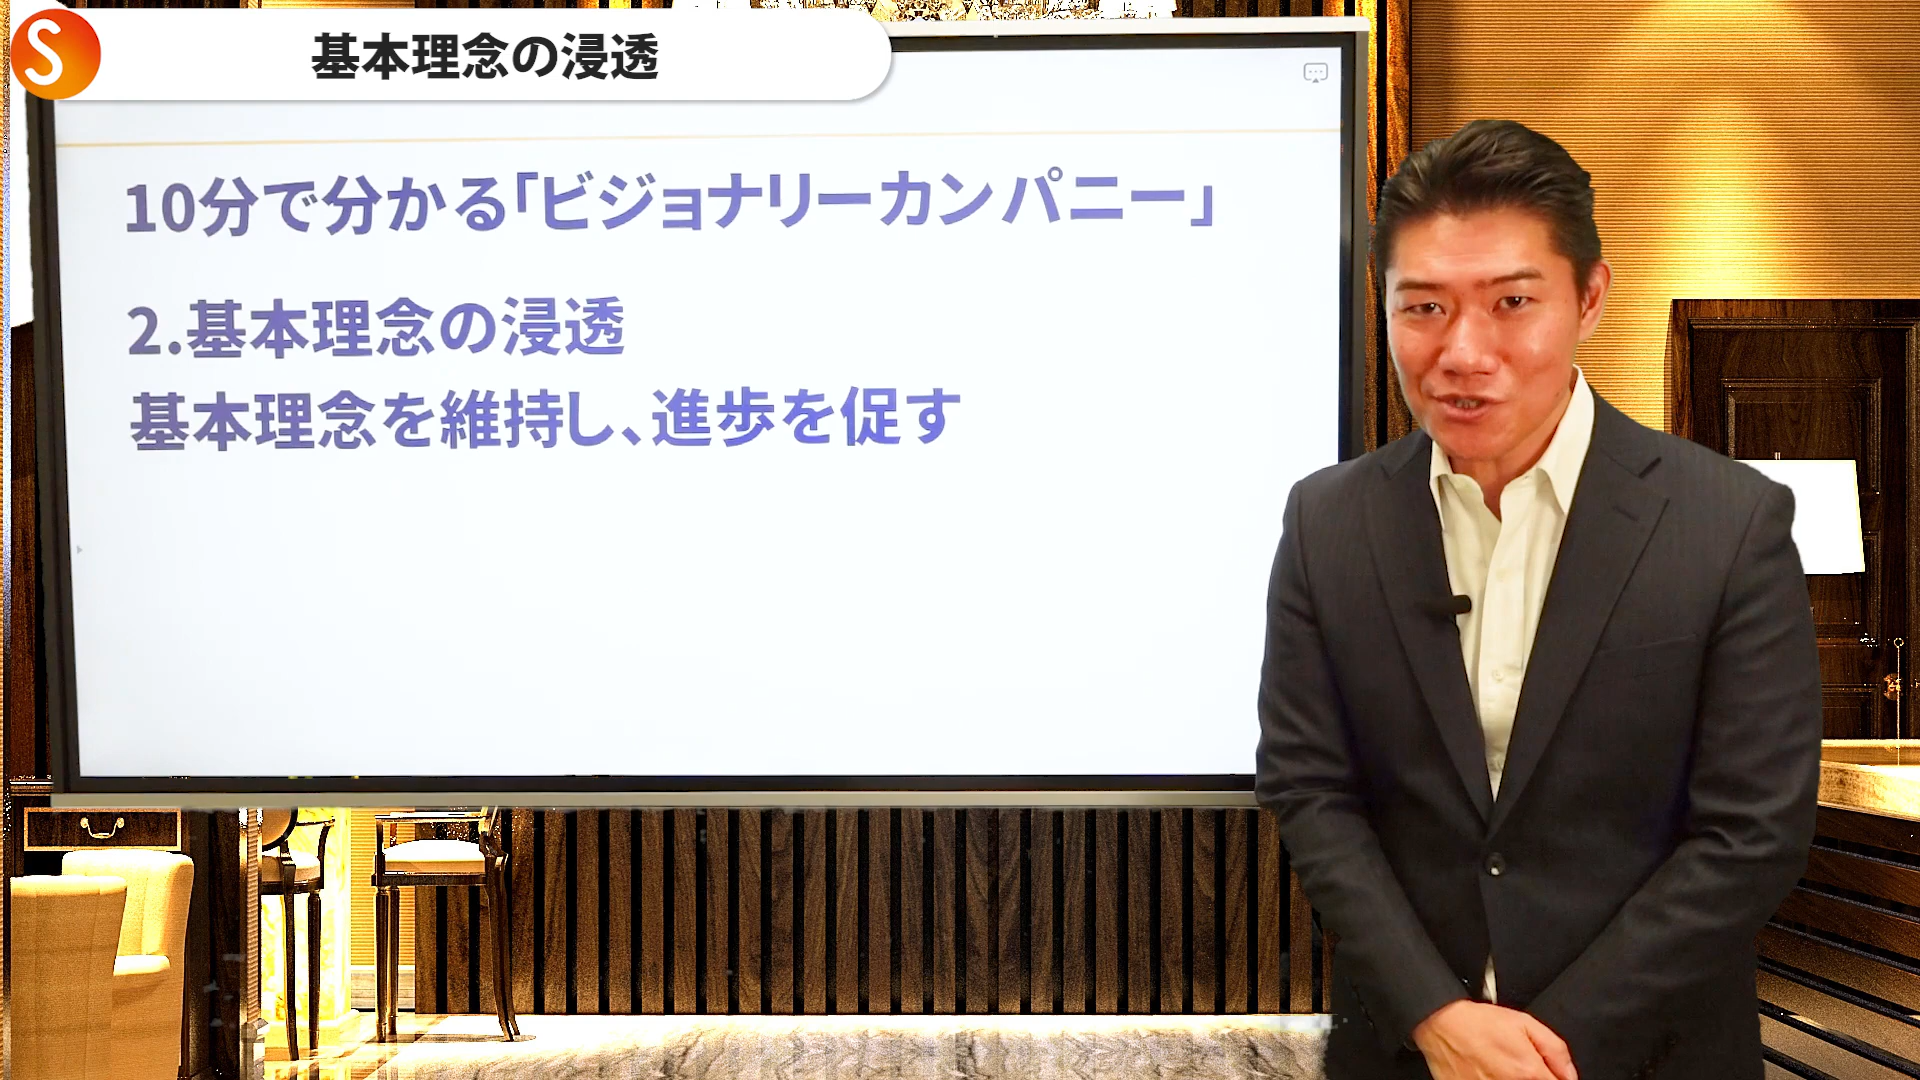 S
基本理念の浸透
10分で分かる「ビジョナリーカンパニー」
2.基本理念の浸透
基本理念を維持し、進歩を促す